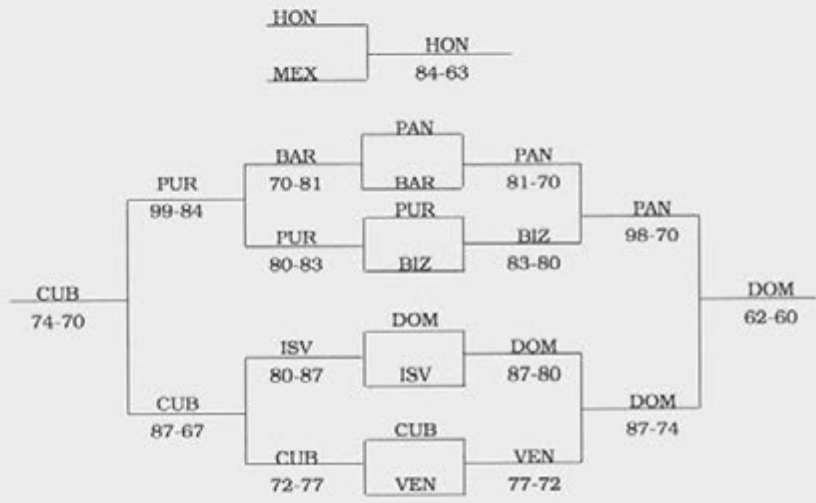 HON
HON
MEX
84-63
PAN
BAR
PAN
PUR
70-81
BAR
81-70
99-84
PUR
PAN
PUR
BIZ
98-70
80-83
BIZ
83-80
CUB
DOM
74-70
62-60
DOM
ISV
DOM
80-87
ISV
87-80
CUB
DOM
87-67
87-74
CUB
CUB
VEN
72-77
VEN
77-72